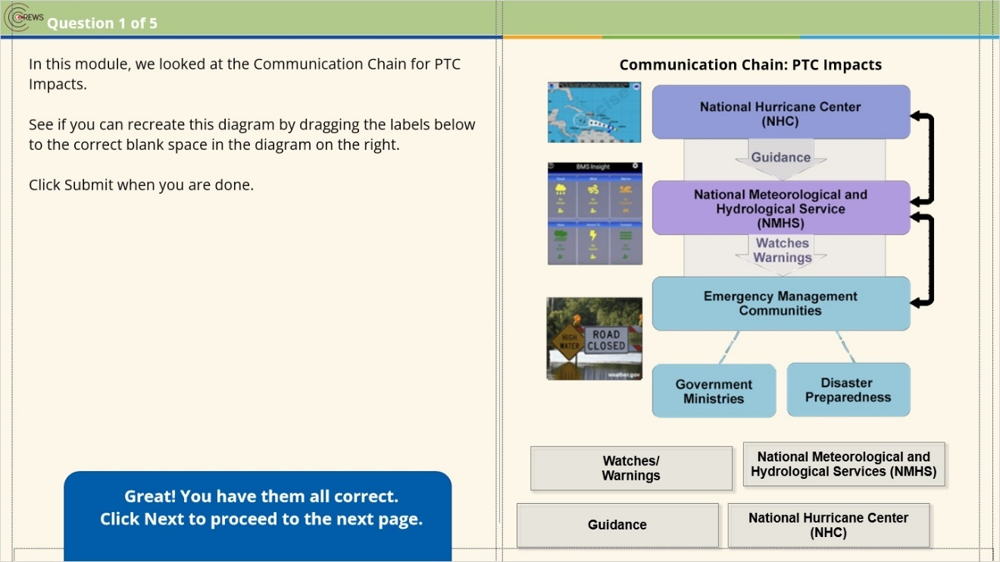 CREWS
Question 1 of 5
In this module, we looked at the Communication Chain for PTC
Impacts.
See if you can recreate this diagram by dragging the labels below
to the correct blank space in the diagram on the right.
Click Submit when you are done.
Great! You have them all correct.
Click Next to proceed to the next page.
Communication Chain: PTC Impacts
National Hurricane Center
(NHC)
Guidance
BMS Insight
National Meteorological and
Hydrological Service
(NMHS)
Watches
Warnings
Emergency Management
Communities
HIGH
WATER
ROAD
CLOSED
weather.gov
Government
Ministries
Disaster
Preparedness
Watches/
Warnings
National Meteorological and
Hydrological Services (NMHS)
Guidance
National Hurricane Center
(NHC)